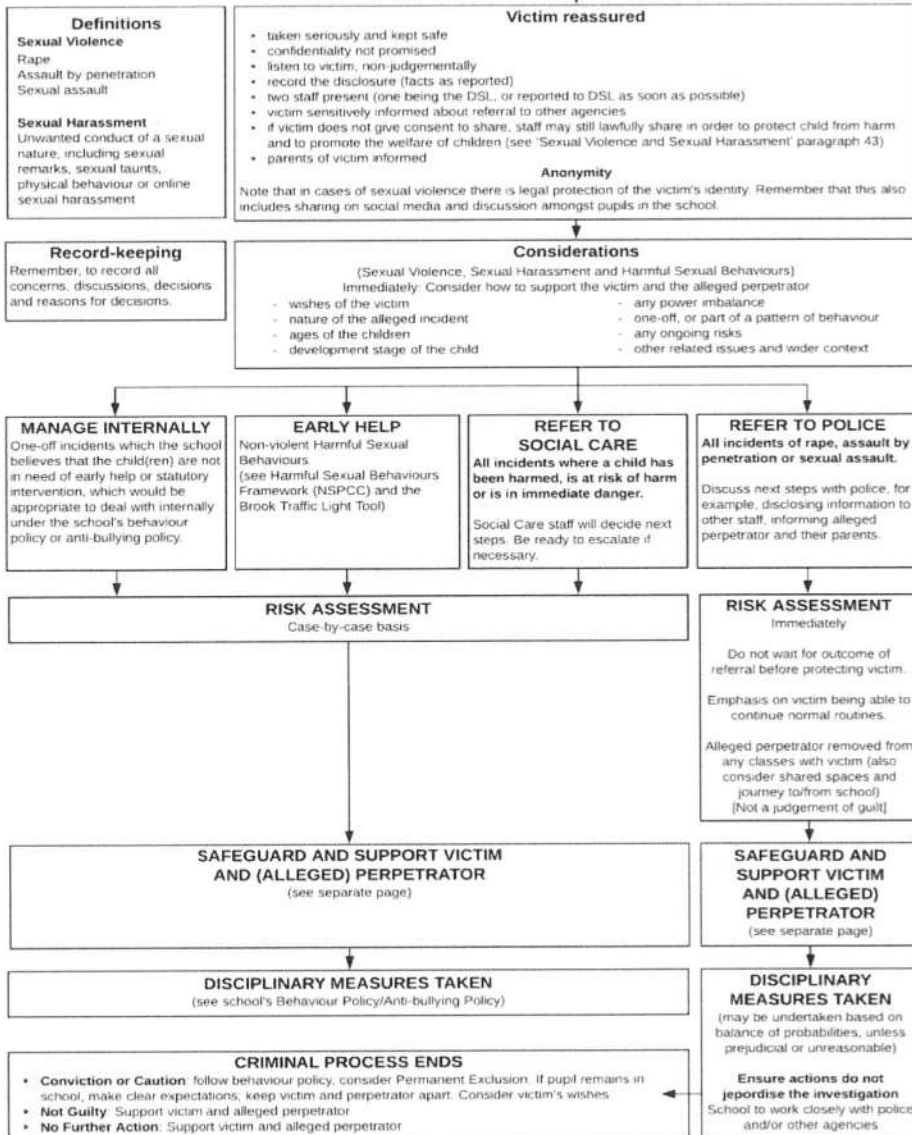 Definitions
Sexual Violence
Rape
Assault by penetration
Sexual assault
Sexual Harassment
Unwanted conduct of a sexual
nature, including sexual
remarks, sexual taunts,
physical behaviour or online
sexual harassment
Victim reassured
• taken seriously and kept safe
• confidentiality not promised
• listen to victim, non-judgementally
• record the disclosure (facts as reported)
• two staff present (one being the DSL, or reported to DSL as soon as possible)
• victim sensitively informed about referral to other agencies
• if victim does not give consent to share, staff may still lawfully share in order to protect child from harm
and to promote the welfare of children (see 'Sexual Violence and Sexual Harassment' paragraph 43)
• parents of victim informed
Anonymity
Note that in cases of sexual violence there is legal protection of the victim's identity. Remember that this also
includes sharing on social media and discussion amongst pupils in the school.
Record-keeping
Remember, to record all
concerns, discussions, decisions
and reasons for decisions.
Considerations
(Sexual Violence, Sexual Harassment and Harmful Sexual Behaviours)
Immediately: Consider how to support the victim and the alleged perpetrator
- wishes of the victim
- nature of the alleged incident
- ages of the children
- development stage of the child
- any power imbalance
- one-off, or part of a pattern of behaviour
- any ongoing risks
- other related issues and wider context
MANAGE INTERNALLY
One-off incidents which the school
believes that the child(ren) are not
in need of early help or statutory
intervention, which would be
appropriate to deal with internally
under the school's behaviour
policy or anti-bullying policy.
EARLY HELP
Non-violent Harmful Sexual
Behaviours
(see Harmful Sexual Behaviours
Framework (NSPCC) and the
Brook Traffic Light Tool)
REFER TO
SOCIAL CARE
All incidents where a child has
been harmed, is at risk of harm
or is in immediate danger.
Social Care staff will decide next
steps. Be ready to escalate if
necessary.
REFER TO POLICE
All incidents of rape, assault by
penetration or sexual assault.
Discuss next steps with police, for
example, disclosing information to
other staff, informing alleged
perpetrator and their parents.
RISK ASSESSMENT
Case-by-case basis
RISK ASSESSMENT
Immediately
Do not wait for outcome of
referral before protecting victim.
Emphasis on victim being able to
continue normal routines.
Alleged perpetrator removed from
any classes with victim (also
consider shared spaces and
journey to/from school)
[Not a judgement of guilt]
SAFEGUARD AND SUPPORT VICTIM
AND (ALLEGED) PERPETRATOR
(see separate page)
SAFEGUARD AND
SUPPORT VICTIM
AND (ALLEGED)
PERPETRATOR
(see separate page)
DISCIPLINARY MEASURES TAKEN
(see school's Behaviour Policy/Anti-bullying Policy)
DISCIPLINARY
MEASURES TAKEN
(may be undertaken based on
balance of probabilities, unless
prejudicial or unreasonable)
Ensure actions do not
jepordise the investigation
School to work closely with police
and/or other agencies
CRIMINAL PROCESS ENDS
• Conviction or Caution: follow behaviour policy, consider Permanent Exclusion. If pupil remains in
school, make clear expectations; keep victim and perpetrator apart. Consider victim's wishes
• Not Guilty: Support victim and alleged perpetrator
• No Further Action: Support victim and alleged perpetrator